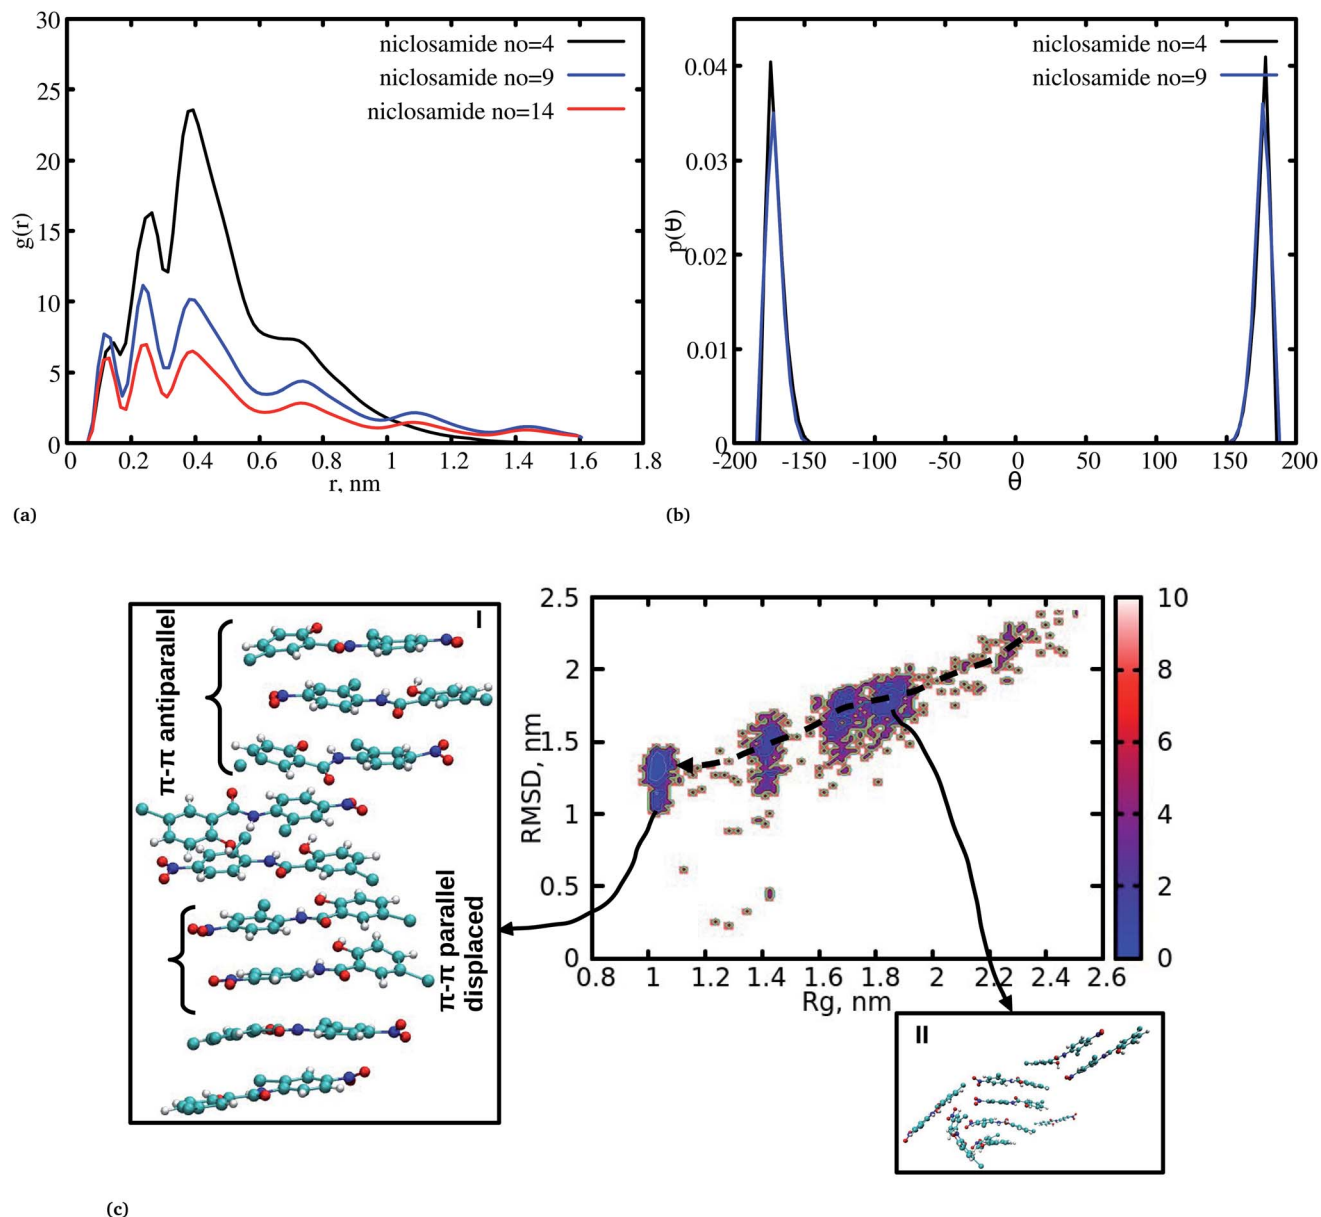 30
25
20
15
10
5
0
g(r)
niclosamide no=4
niclosamide no=9
niclosamide no=14
0 0.2 0.4 0.6 0.8 1 1.2 1.4 1.6 1.8
r, nm
(a)
0.04
0.03
0.02
0.01
0
p(θ)
niclosamide no=4
niclosamide no=9
-200 -150 -100 -50 0 50 100 150 200
θ
(b)
I
π-π antiparallel
π-π parallel
displaced
2.5
2
1.5
1
0.5
0
RMSD, nm
0.8 1 1.2 1.4 1.6 1.8 2 2.2 2.4 2.6
Rg, nm
10
8
6
4
2
0
II
(c)